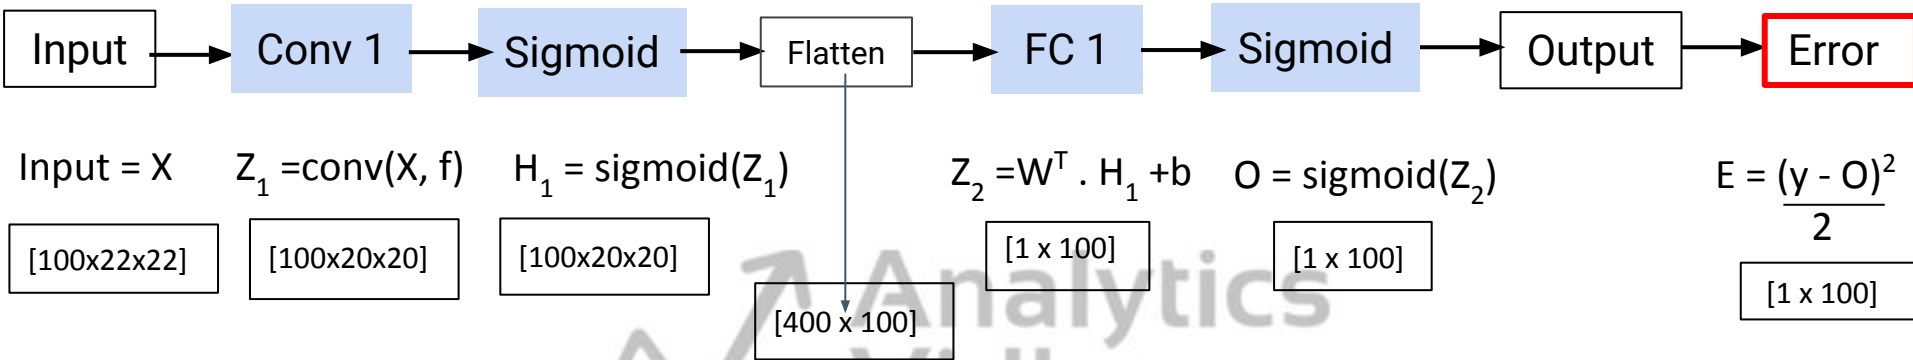 Input Conv 1 Sigmoid Flatten FC 1 Sigmoid Output Error
Input = X Z₁ =conv(X, f) H₁ = sigmoid(Z₁) Z₂ =Wᵀ . H₁ +b O = sigmoid(Z₂) E = (y - O)²
2
[100x22x22] [100x20x20] [100x20x20] [1 x 100] [1 x 100] [1 x 100]
[400 x 100]
Analytics